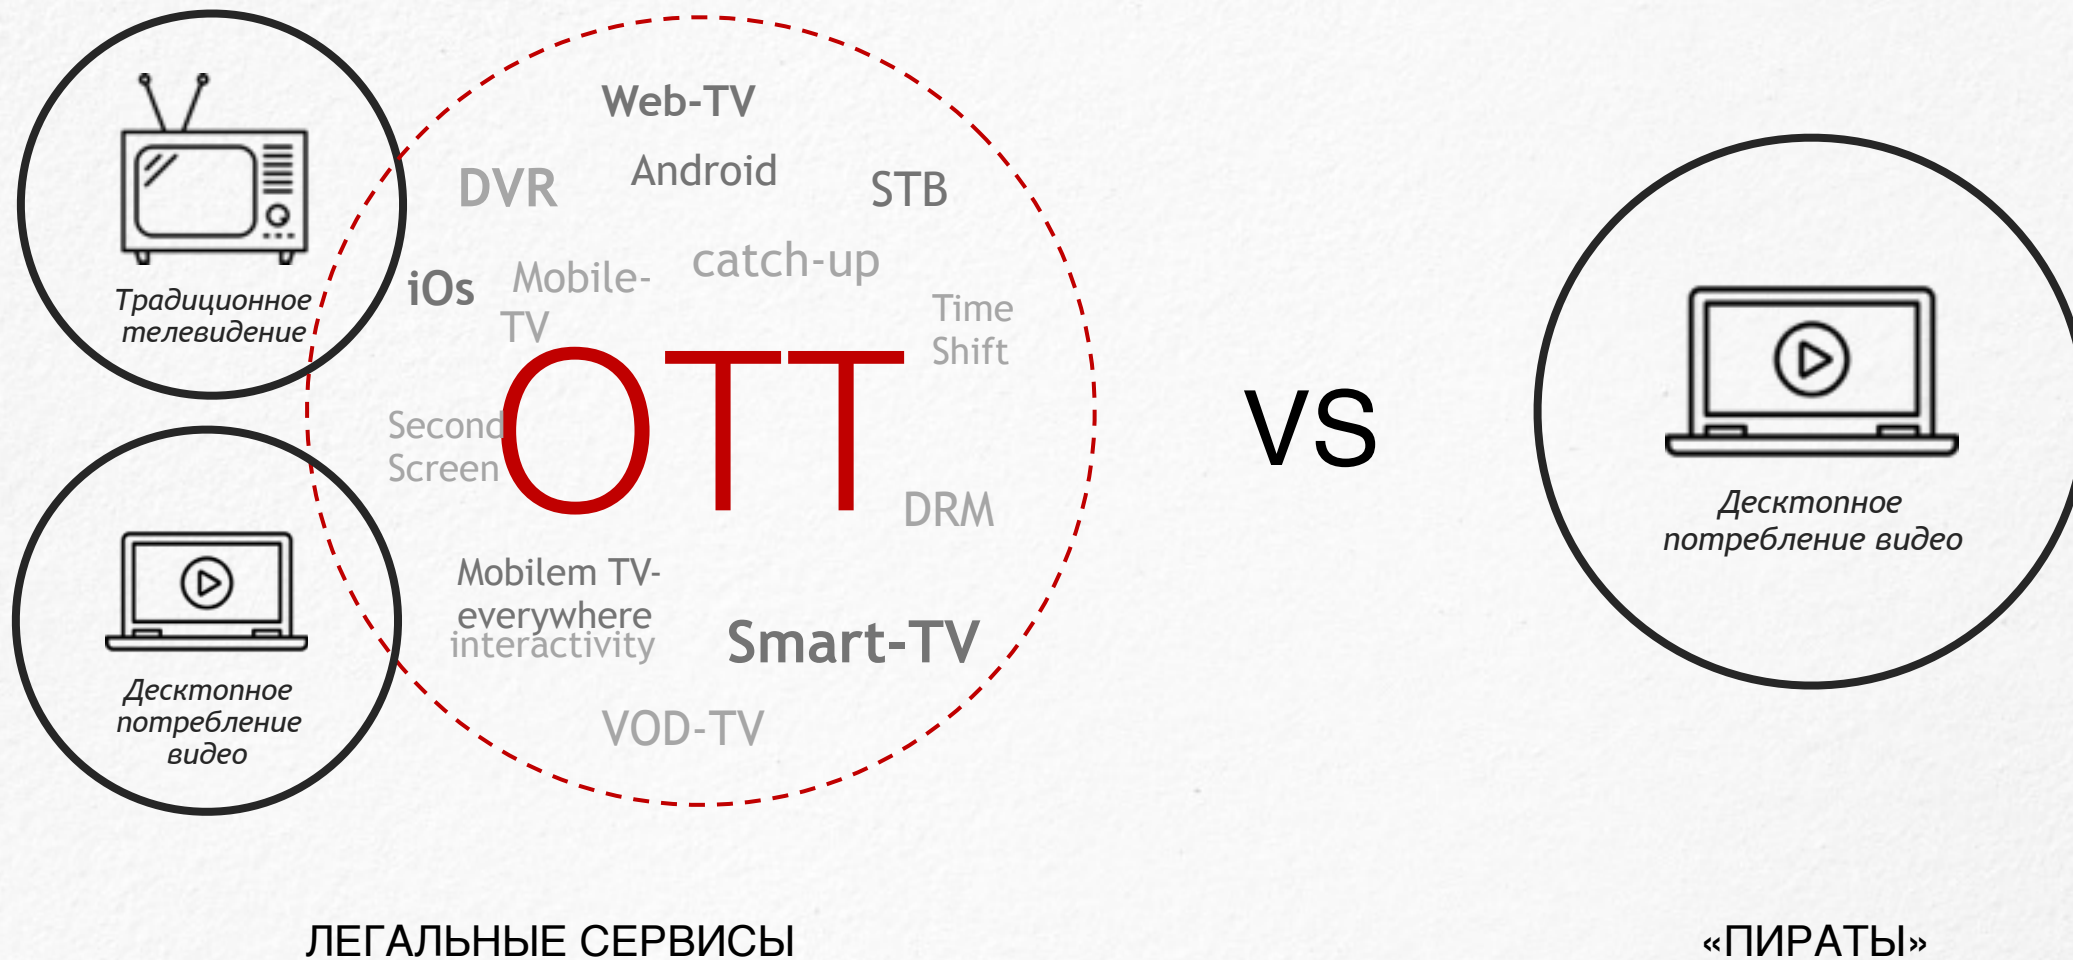 Традиционное
телевидение
Десктопное
потребление
видео
Web-TV
DVR
Android
STB
iOs
Mobile-
TV
catch-up
Time
Shift
Second
Screen
OTT
DRM
Mobilem TV-
everywhere
interactivity
Smart-TV
VOD-TV
VS
Десктопное
потребление видео
ЛЕГАЛЬНЫЕ СЕРВИСЫ
«ПИРАТЫ»